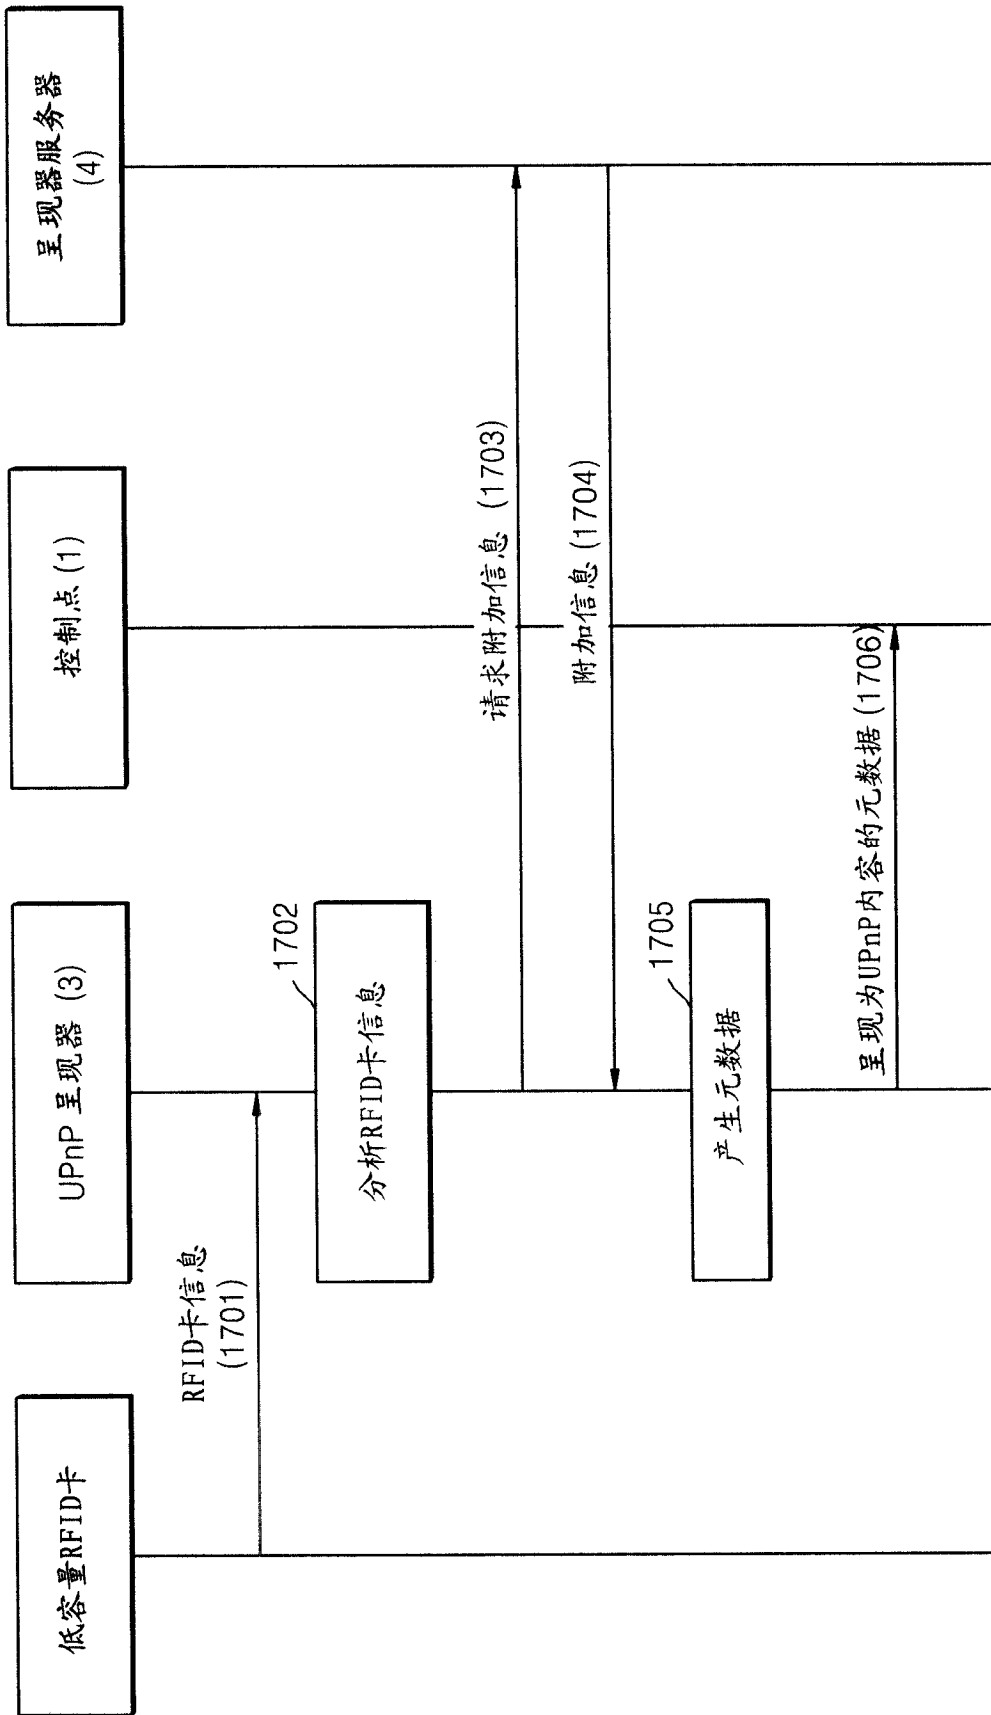 低容量RFID卡
UPnP 呈现器 (3)
控制点 (1)
呈现器服务器
(4)
RFID卡信息
(1701)
1702
分析RFID卡信息
请求附加信息 (1703)
附加信息 (1704)
1705
产生元数据
呈现为UPnP内容的元数据 (1706)